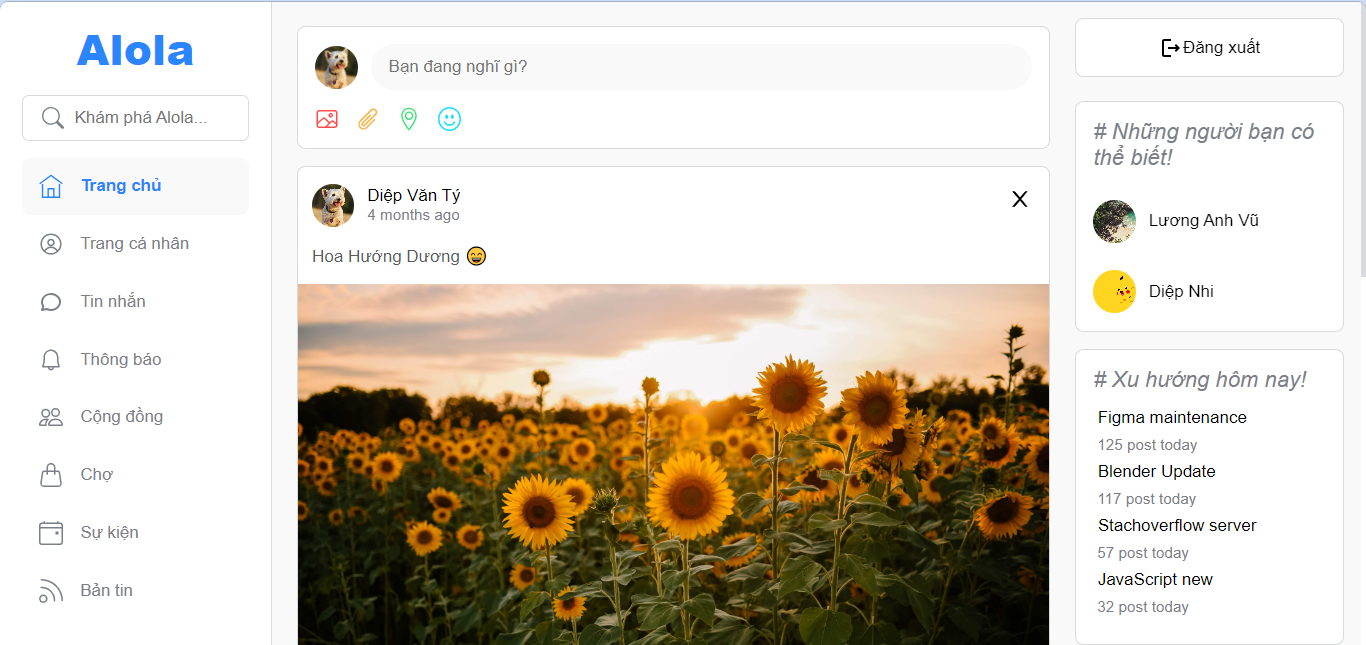 Alola
Khám phá Alola...
Trang chủ
Trang cá nhân
Tin nhắn
Thông báo
Cộng đồng
Chợ
Sự kiện
Bản tin
Bạn đang nghĩ gì?
Diệp Văn Tý
4 months ago
Hoa Hướng Dương 😄
Đăng xuất
# Những người bạn có
thể biết!
Lương Anh Vũ
Diệp Nhi
# Xu hướng hôm nay!
Figma maintenance
125 post today
Blender Update
117 post today
Stachoverflow server
57 post today
JavaScript new
32 post today